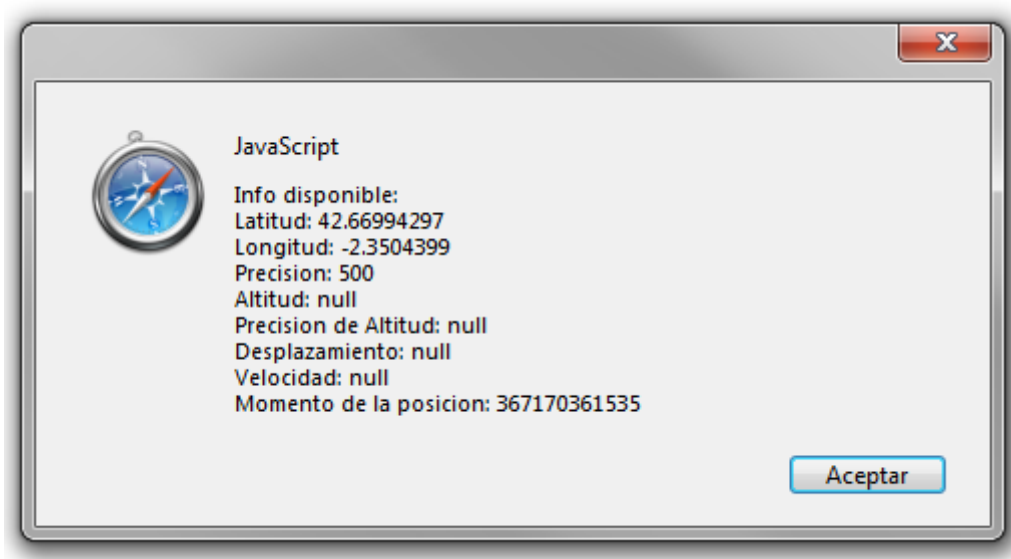 JavaScript
Info disponible:
Latitud: 42.66994297
Longitud: -2.3504399
Precision: 500
Altitud: null
Precision de Altitud: null
Desplazamiento: null
Velocidad: null
Momento de la posicion: 367170361535
Aceptar